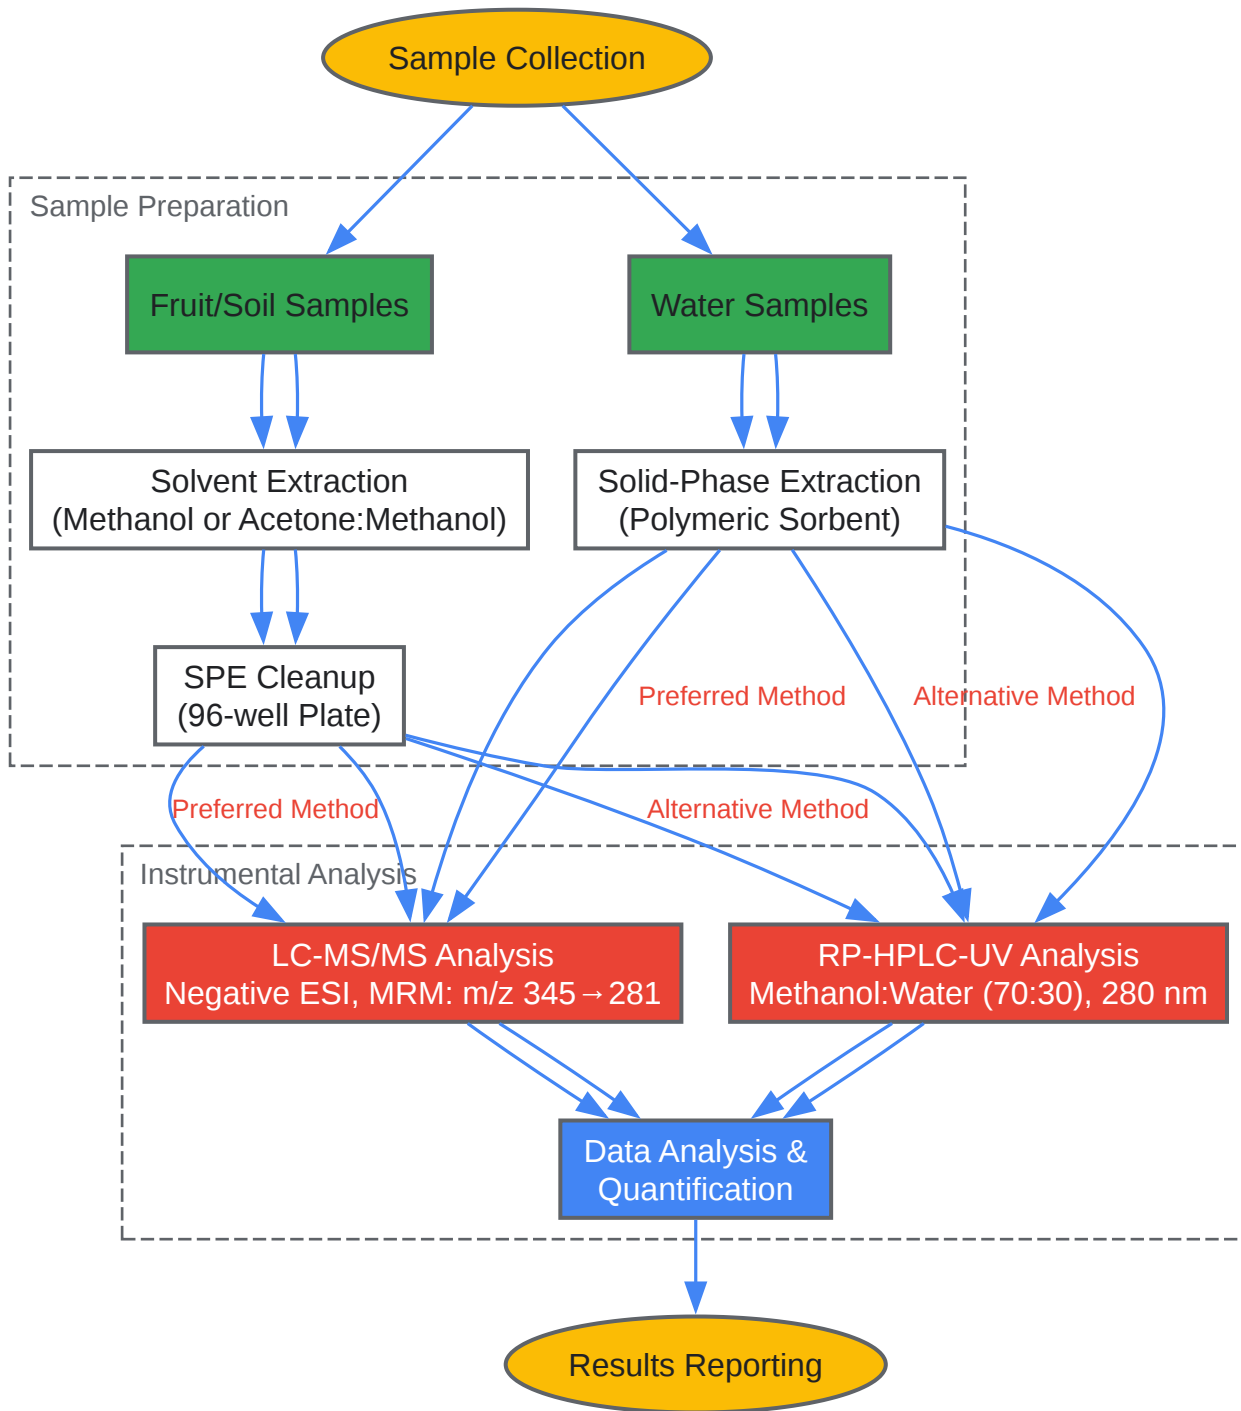 Sample Collection
Sample Preparation
Fruit/Soil Samples
Water Samples
Solvent Extraction
(Methanol or Acetone:Methanol)
Solid-Phase Extraction
(Polymeric Sorbent)
SPE Cleanup
(96-well Plate)
Preferred Method
Alternative Method
Preferred Method
Alternative Method
Instrumental Analysis
LC-MS/MS Analysis
Negative ESI, MRM: m/z 345→281
RP-HPLC-UV Analysis
Methanol:Water (70:30), 280 nm
Data Analysis &
Quantification
Results Reporting